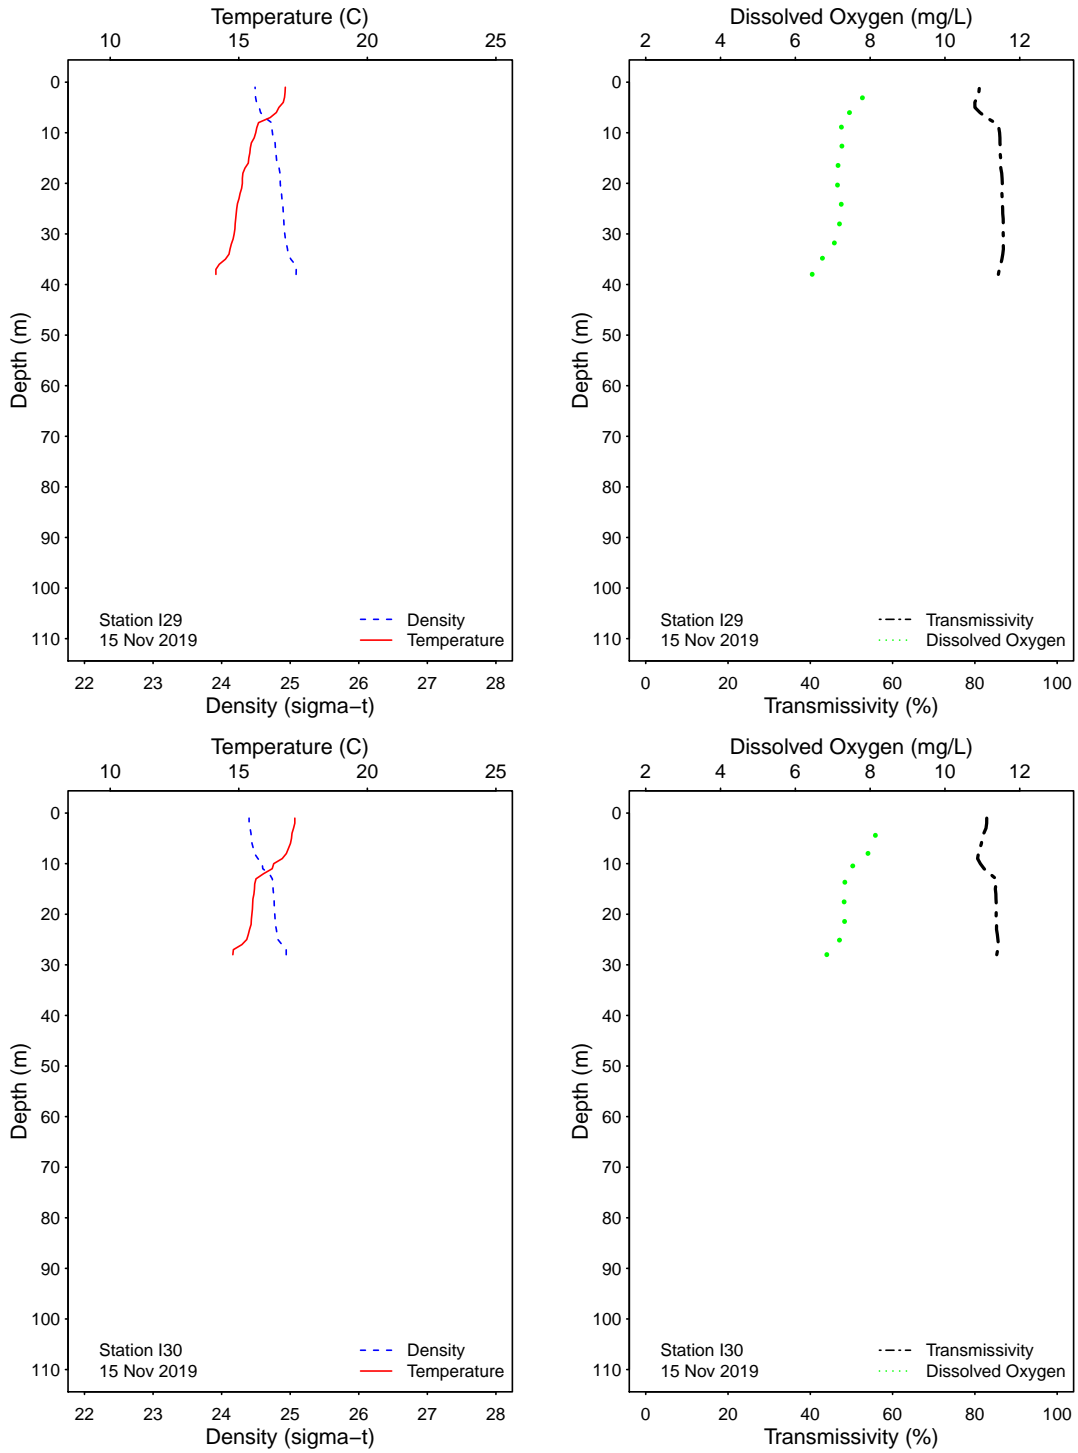 Temperature (C)
10 15 20 25
0
10
20
30
40
50
60
70
80
90
100
110
Depth (m)
Station I29
15 Nov 2019
Density
Temperature
22 23 24 25 26 27 28
Density (sigma−t)
Dissolved Oxygen (mg/L)
2 4 6 8 10 12
0
10
20
30
40
50
60
70
80
90
100
110
Depth (m)
Station I29
15 Nov 2019
Transmissivity
Dissolved Oxygen
0 20 40 60 80 100
Transmissivity (%)
Temperature (C)
10 15 20 25
0
10
20
30
40
50
60
70
80
90
100
110
Depth (m)
Station I30
15 Nov 2019
Density
Temperature
22 23 24 25 26 27 28
Density (sigma−t)
Dissolved Oxygen (mg/L)
2 4 6 8 10 12
0
10
20
30
40
50
60
70
80
90
100
110
Depth (m)
Station I30
15 Nov 2019
Transmissivity
Dissolved Oxygen
0 20 40 60 80 100
Transmissivity (%)